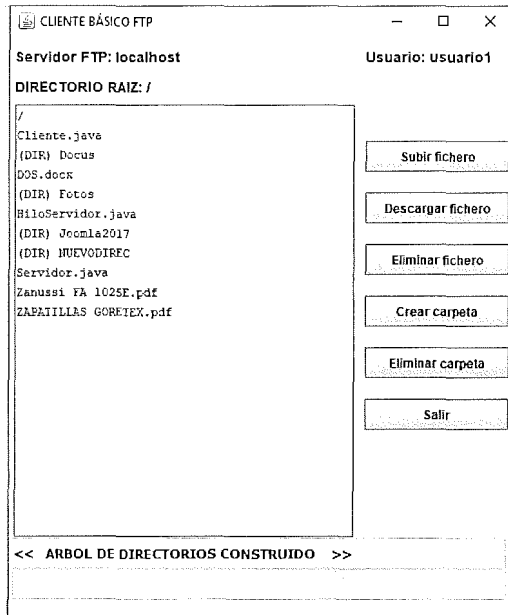 CLIENTE BÁSICO FTP
Servidor FTP: localhost
Usuario: usuario1
DIRECTORIO RAIZ: /
/
Cliente.java
(DIR) Docus
DOS.docx
(DIR) Fotos
HiloServidor.java
(DIR) Joomla2017
(DIR) NUEVODIREC
Servidor.java
Zanussi FA 1025E.pdf
ZAPATILLAS GORETEX.pdf
Subir fichero
Descargar fichero
Eliminar fichero
Crear carpeta
Eliminar carpeta
Salir
<< ARBOL DE DIRECTORIOS CONSTRUIDO >>